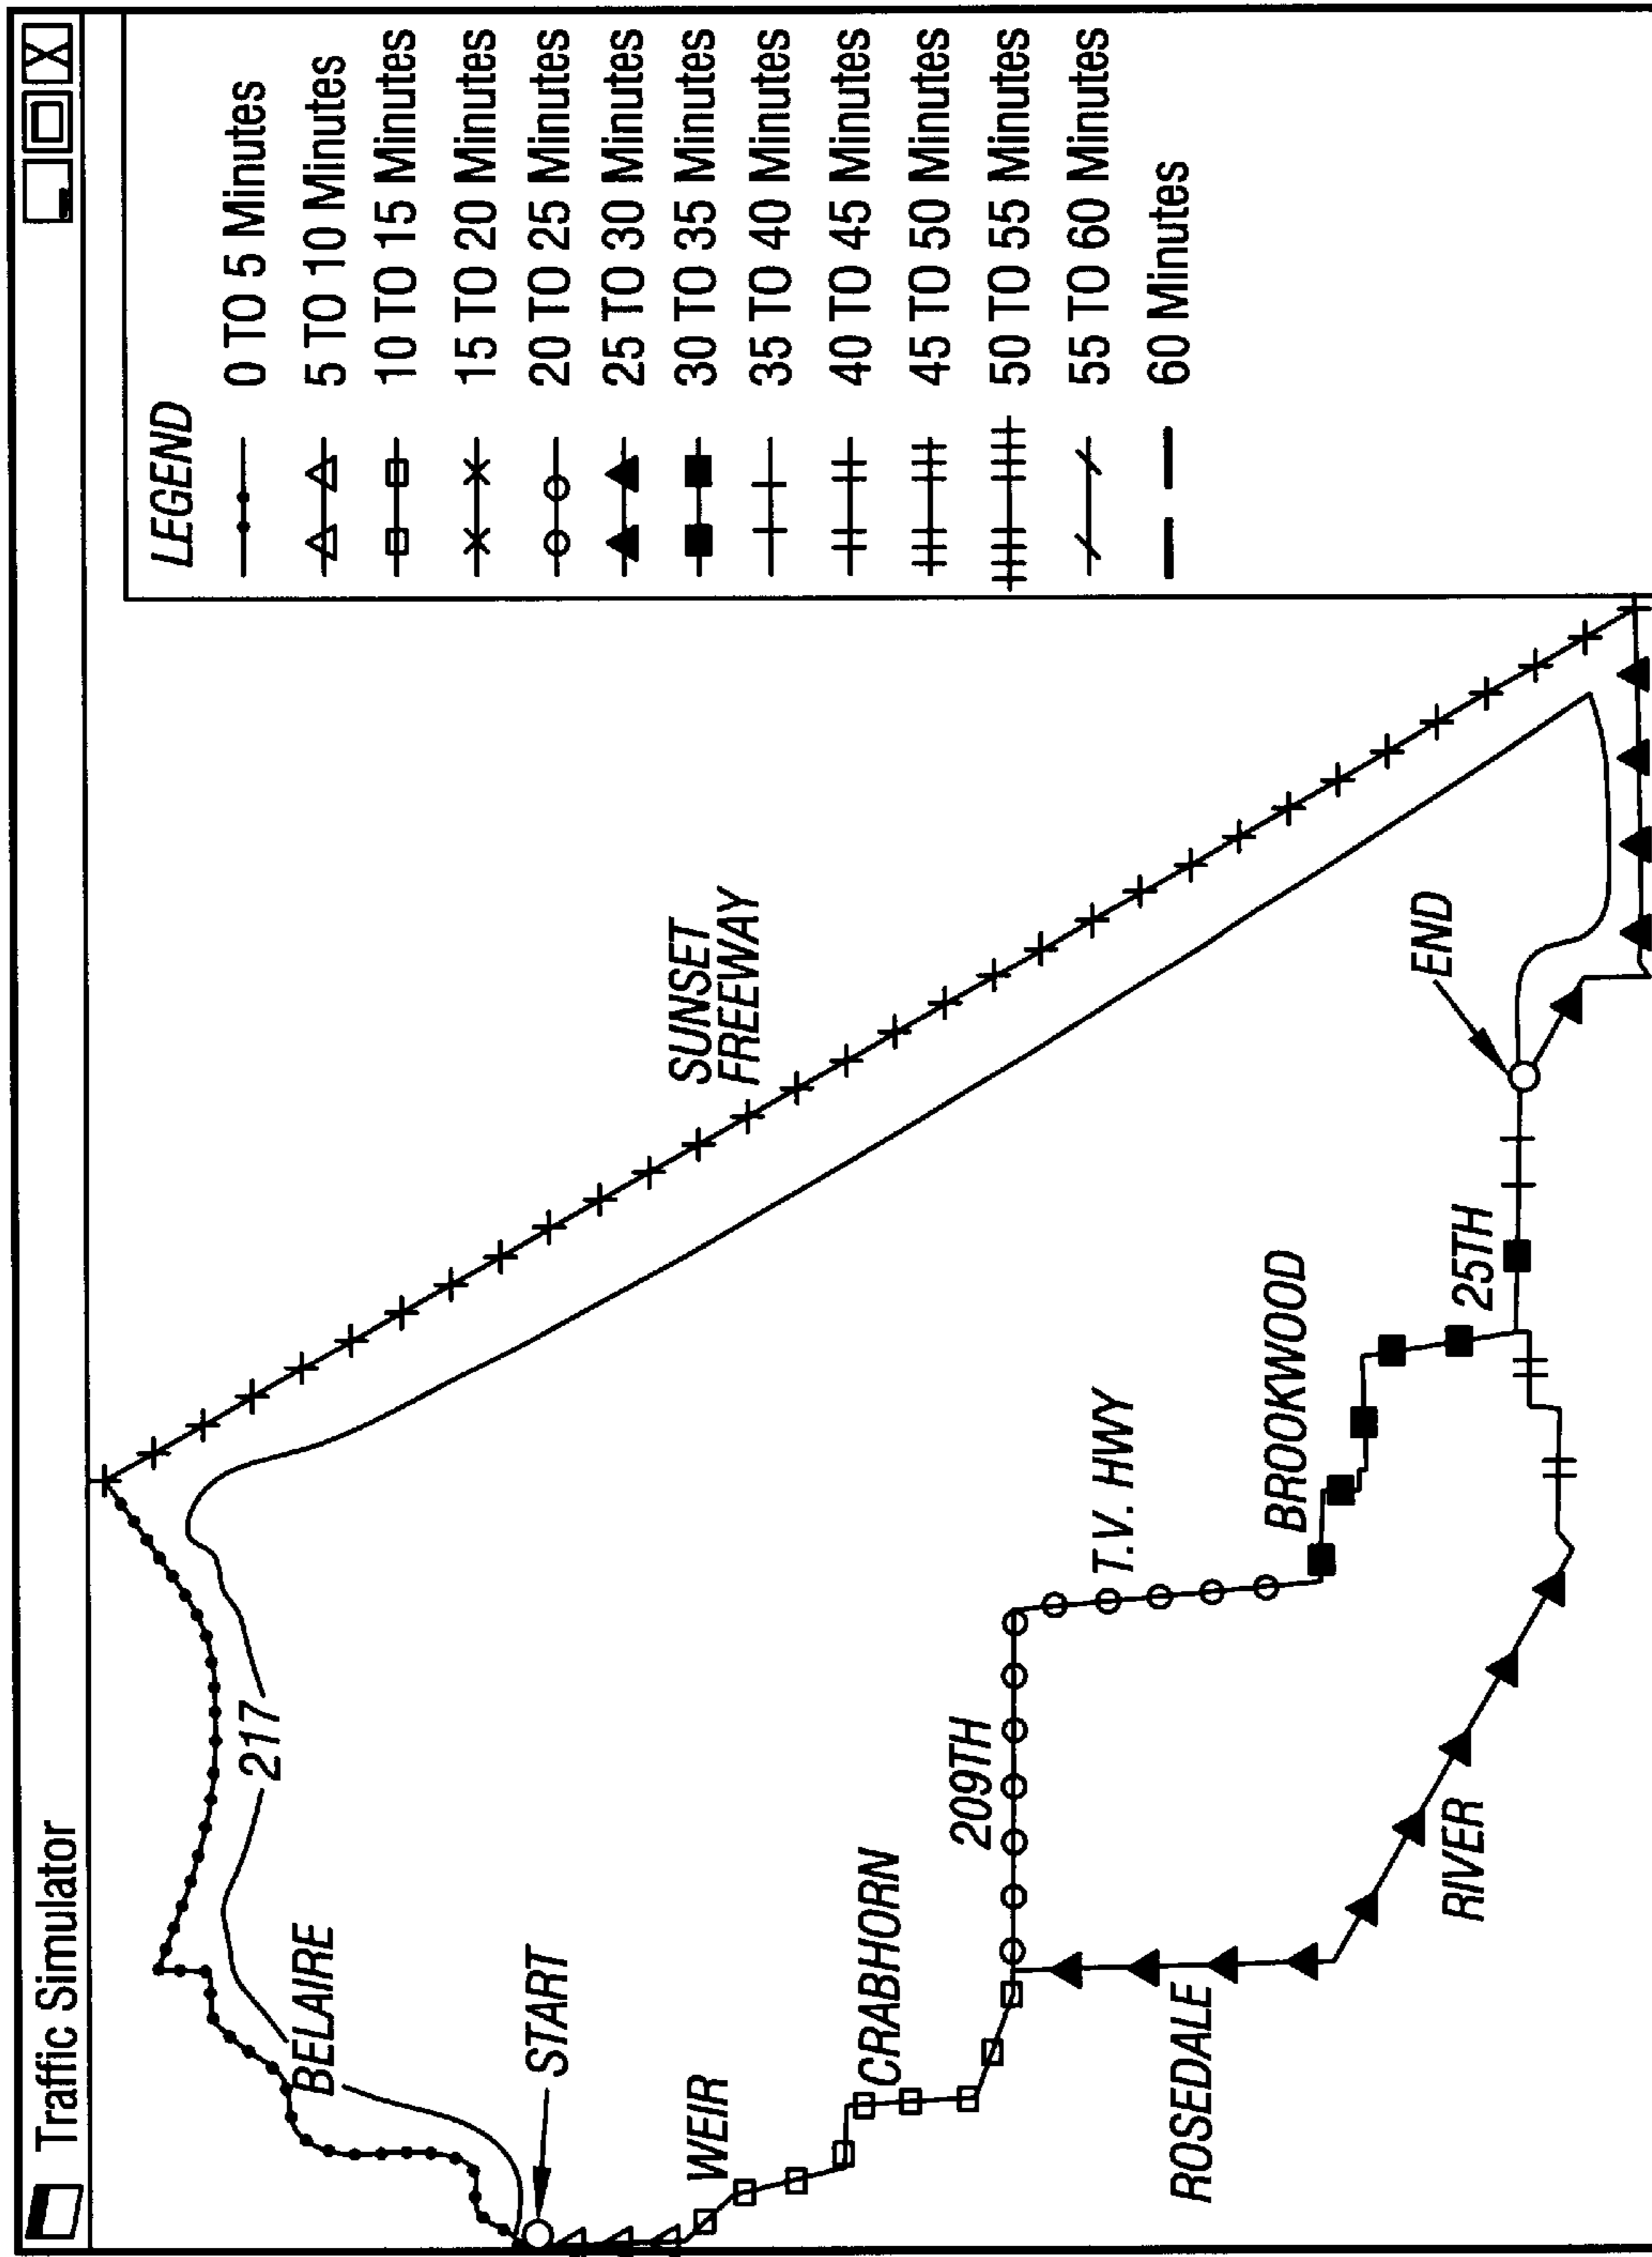 Traffic Simulator
X
LEGEND
0 TO 5 Minutes
5 TO 10 Minutes
10 TO 15 Minutes
15 TO 20 Minutes
20 TO 25 Minutes
25 TO 30 Minutes
30 TO 35 Minutes
35 TO 40 Minutes
40 TO 45 Minutes
45 TO 50 Minutes
50 TO 55 Minutes
55 TO 60 Minutes
60 Minutes
217
BELAIRE
START
SUNSET
FREEWAY
WEIR
CRABHORN
209TH
T.V. HWY
ROSEDALE
BROOKWOOD
END
25TH
RIVER